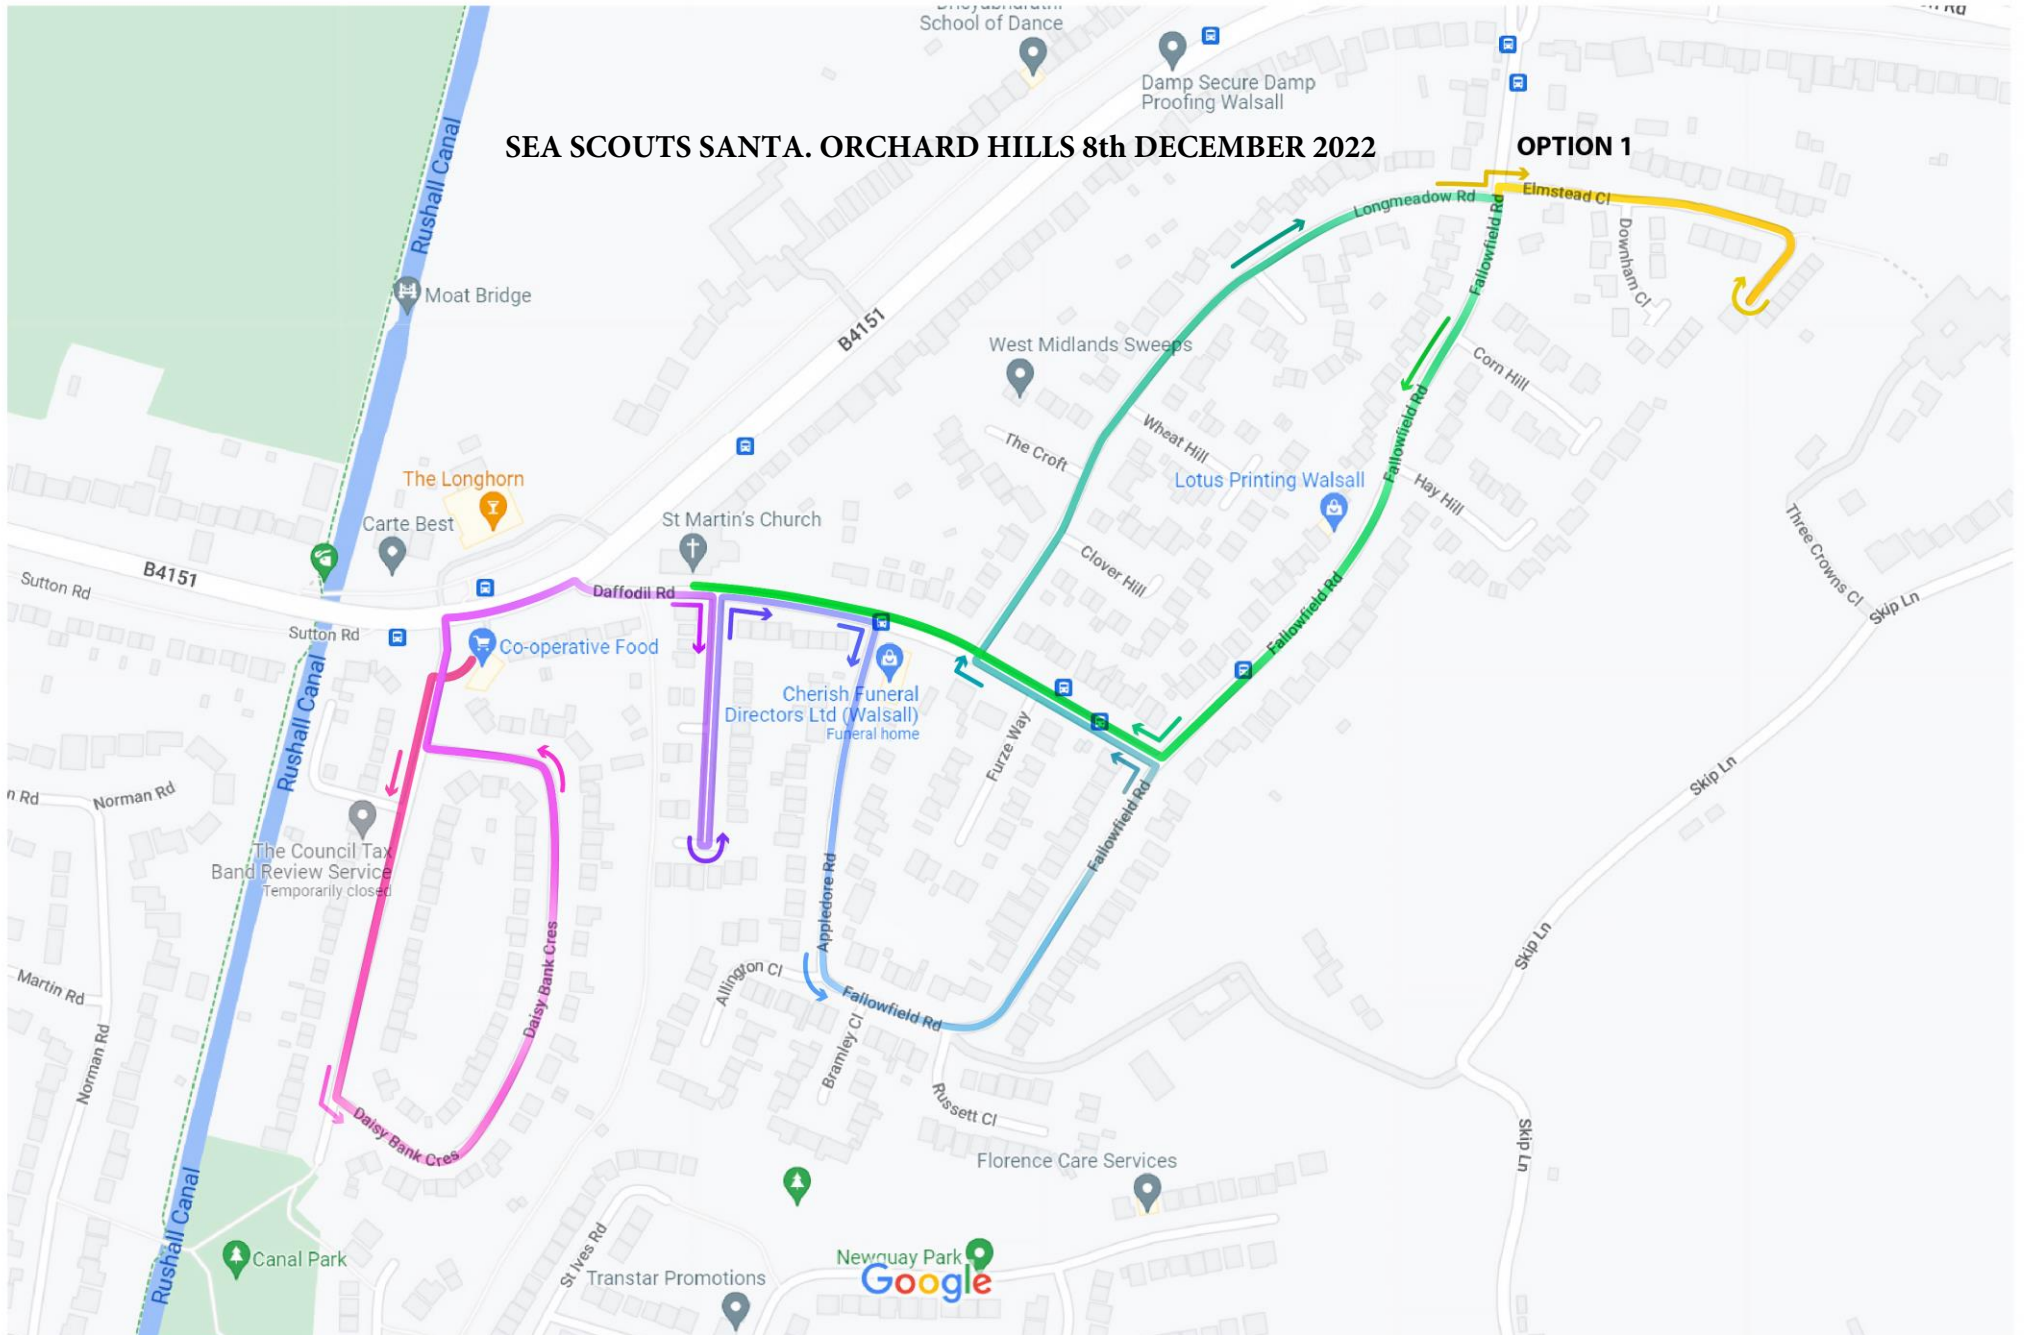 School of Dance
Damp Secure Damp
Proofing Walsall
SEA SCOUTS SANTA. ORCHARD HILLS 8th DECEMBER 2022
OPTION 1
Rushall Canal
Longmeadow Rd
Elmstead Cl
Fallowfield Rd
Downham Cl
Moat Bridge
B4151
West Midlands Sweeps
Corn Hill
Fallowfield Rd
Wheat Hill
The Croft
Lotus Printing Walsall
Hay Hill
The Longhorn
Carte Best
St Martin's Church
Three Crowns Cl
Clover Hill
B4151
Sutton Rd
Daffodil Rd
Fallowfield Rd
Skip Ln
Sutton Rd
Co-operative Food
Cherish Funeral
Directors Ltd (Walsall)
Funeral home
Rushall Canal
Furze Way
Skip Ln
Norman Rd
n Rd
Fallowfield Rd
The Council Tax
Band Review Service
Temporarily closed
Appledore Rd
Daisy Bank Cres
Skip Ln
Allington Cl
Martin Rd
Fallowfield Rd
Bramley Cl
Norman Rd
Russett Cl
Daisy Bank Cres
Skip Ln
Florence Care Services
Rushall Canal
St Ives Rd
Canal Park
Newquay Park
Transtar Promotions
Google